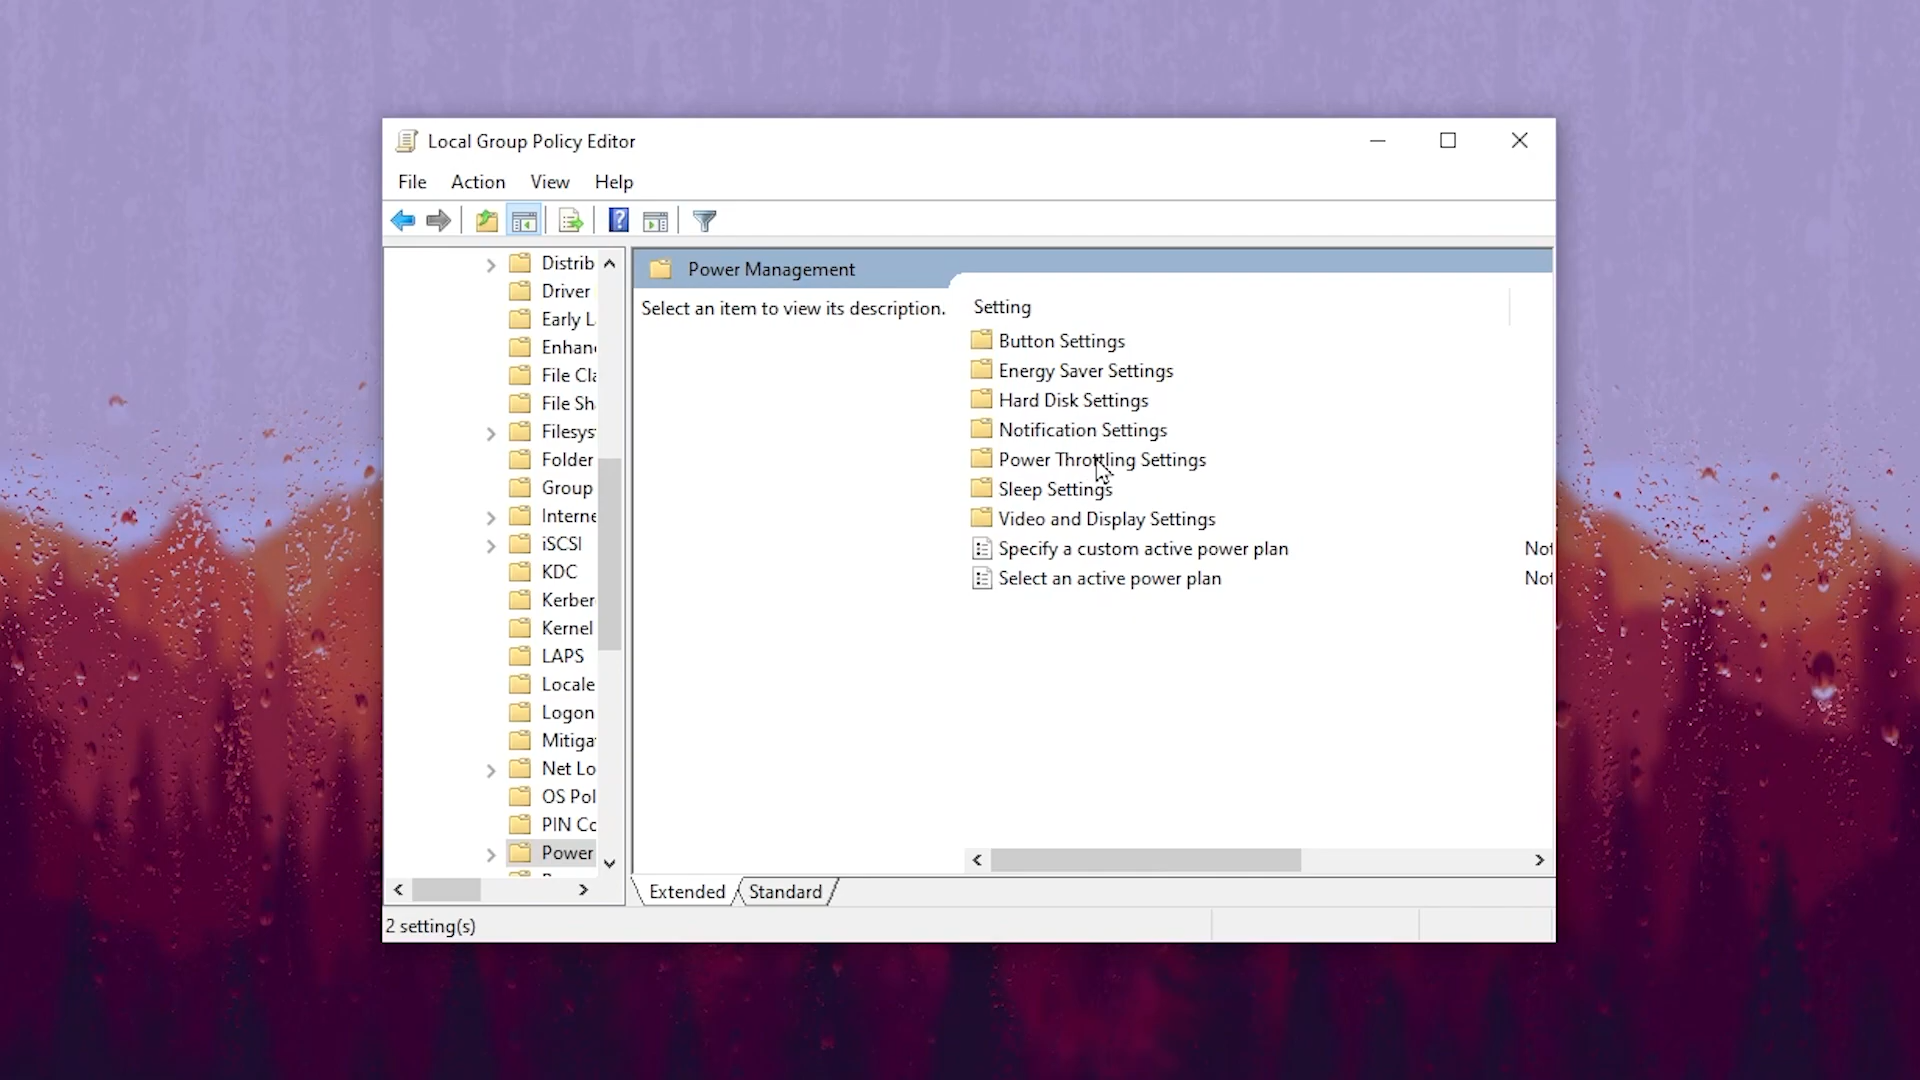 Local Group Policy Editor
File Action View Help
Distrib
Driver
Early L
Enhan
File Cla
File Sh
Filesys
Folder
Group
Interne
iSCSI
KDC
Kerber
Kernel
LAPS
Locale
Logon
Mitiga
Net Lo
OS Pol
PIN Co
Power
Power Management
Select an item to view its description.
Setting
Button Settings
Energy Saver Settings
Hard Disk Settings
Notification Settings
Power Throttling Settings
Sleep Settings
Video and Display Settings
Specify a custom active power plan Not
Select an active power plan Not
Extended Standard
2 setting(s)